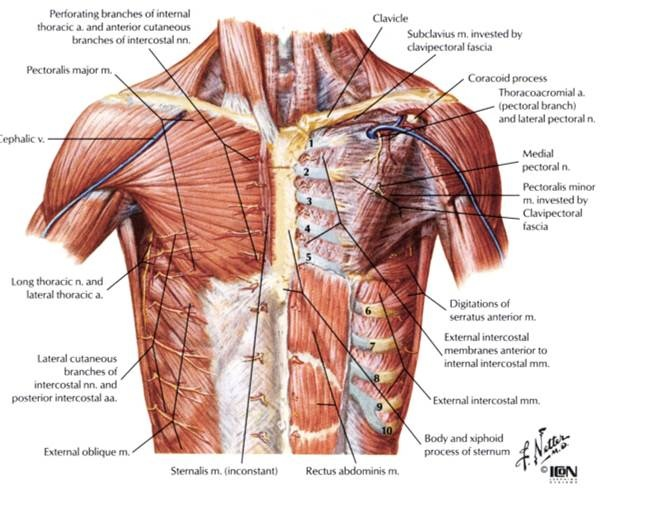 Perforating branches of internal
thoracic a. and anterior cutaneous
branches of intercostal nn.
Pectoralis major m.
Cephalic v.
Long thoracic n. and
lateral thoracic a.
Lateral cutaneous
branches of
intercostal nn. and
posterior intercostal aa.
External oblique m.
Sternalis m. (inconstant)
Rectus abdominis m.
Clavicle
Subclavius m. invested by
clavipectoral fascia
Coracoid process
Thoracoacromial a.
(pectoral branch)
and lateral pectoral n.
Medial
pectoral n.
Pectoralis minor
m. invested by
Clavipectoral
fascia
Digitations of
serratus anterior m.
External intercostal
membranes anterior to
internal intercostal mm.
External intercostal mm.
Body and xiphoid
process of sternum
1
2
3
4
5
6
7
8
9
10
F. Netter
M.D.
© ICON
LEARNING
SYSTEMS